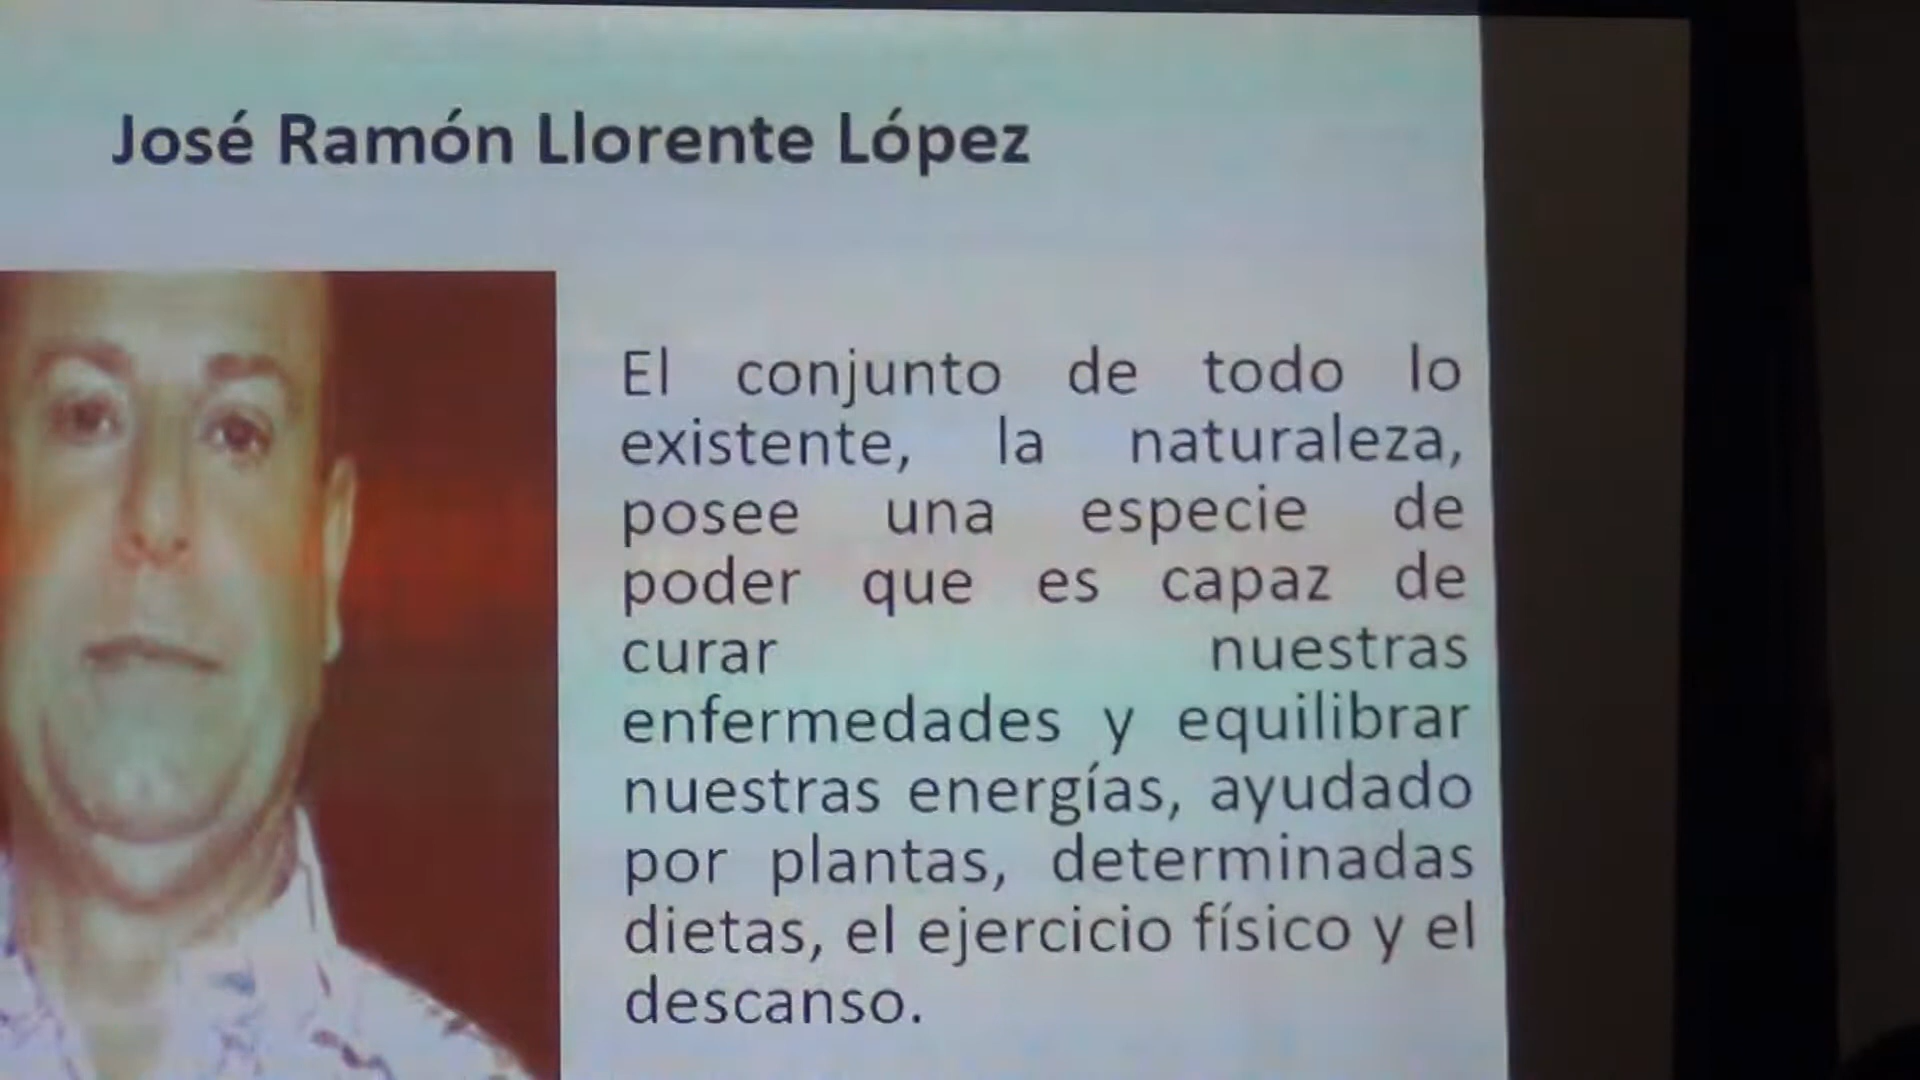 José Ramón Llorente López
El conjunto de todo lo
existente, la naturaleza,
posee una especie de
poder que es capaz de
curar nuestras
enfermedades y equilibrar
nuestras energías, ayudado
por plantas, determinadas
dietas, el ejercicio físico y el
descanso.